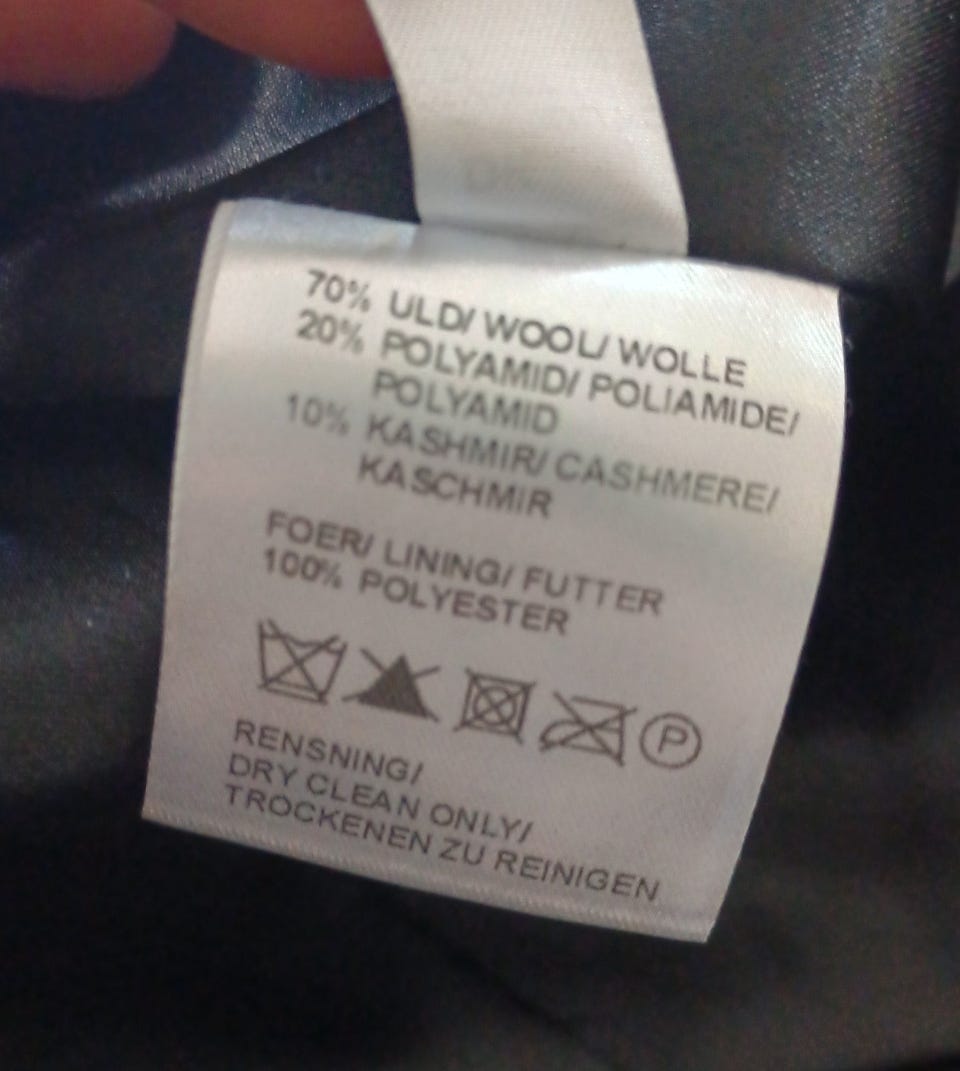 70% ULD/ WOOL/ WOLLE
20% POLYAMID/ POLIAMIDE/
POLYAMID
10% KASHMIR/ CASHMERE/
KASCHMIR
FOER/ LINING/ FUTTER
100% POLYESTER
P
RENSNING/
DRY CLEAN ONLY/
TROCKENEN ZU REINIGEN